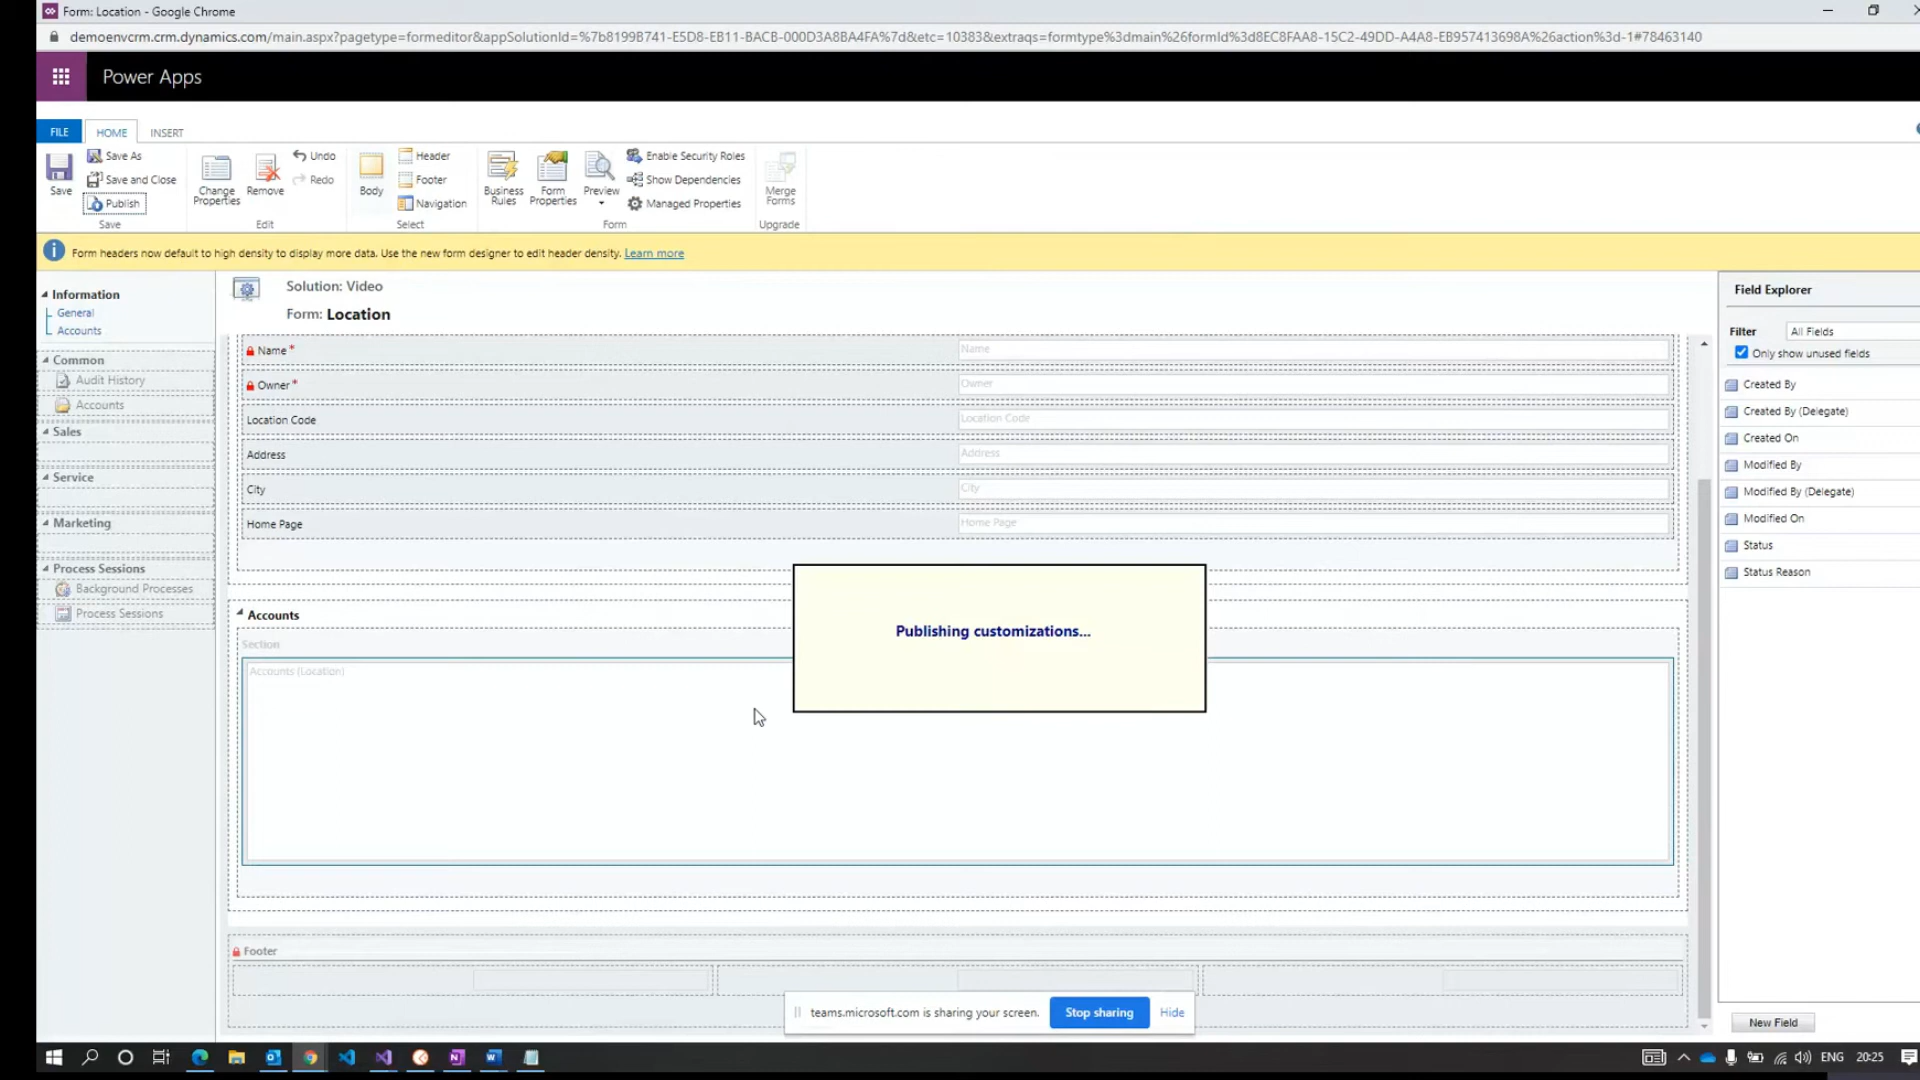 Form: Location - Google Chrome
demoenvcrm.crm.dynamics.com/main.aspx?pagetype=formeditor&appSolutionId=%7b8199B741-E5D8-EB11-BACB-000D3A8BA4FA%7d&etc=10383&extraqs=formtype%3dmain%26formId%3d8EC8FAA8-15C2-49DD-A4A8-EB957413698A%26action%3d-1#78463140
Power Apps
FILE HOME INSERT
Save
Save As
Save and Close
Publish
Save
Change Properties
Remove
Undo
Redo
Edit
Body
Header
Footer
Navigation
Select
Business Rules
Form Properties
Preview
Enable Security Roles
Show Dependencies
Managed Properties
Form
Merge Forms
Upgrade
Form headers now default to high density to display more data. Use the new form designer to edit header density. Learn more
Information
General
Accounts
Common
Audit History
Accounts
Sales
Service
Marketing
Process Sessions
Background Processes
Process Sessions
Solution: Video
Form: Location
Name * Name
Owner * Owner
Location Code Location Code
Address Address
City City
Home Page Home Page
Accounts
Section
Accounts (Location)
Publishing customizations...
Footer
Field Explorer
Filter All Fields
Only show unused fields
Created By
Created By (Delegate)
Created On
Modified By
Modified By (Delegate)
Modified On
Status
Status Reason
New Field
teams.microsoft.com is sharing your screen. Stop sharing Hide
ENG 20:25